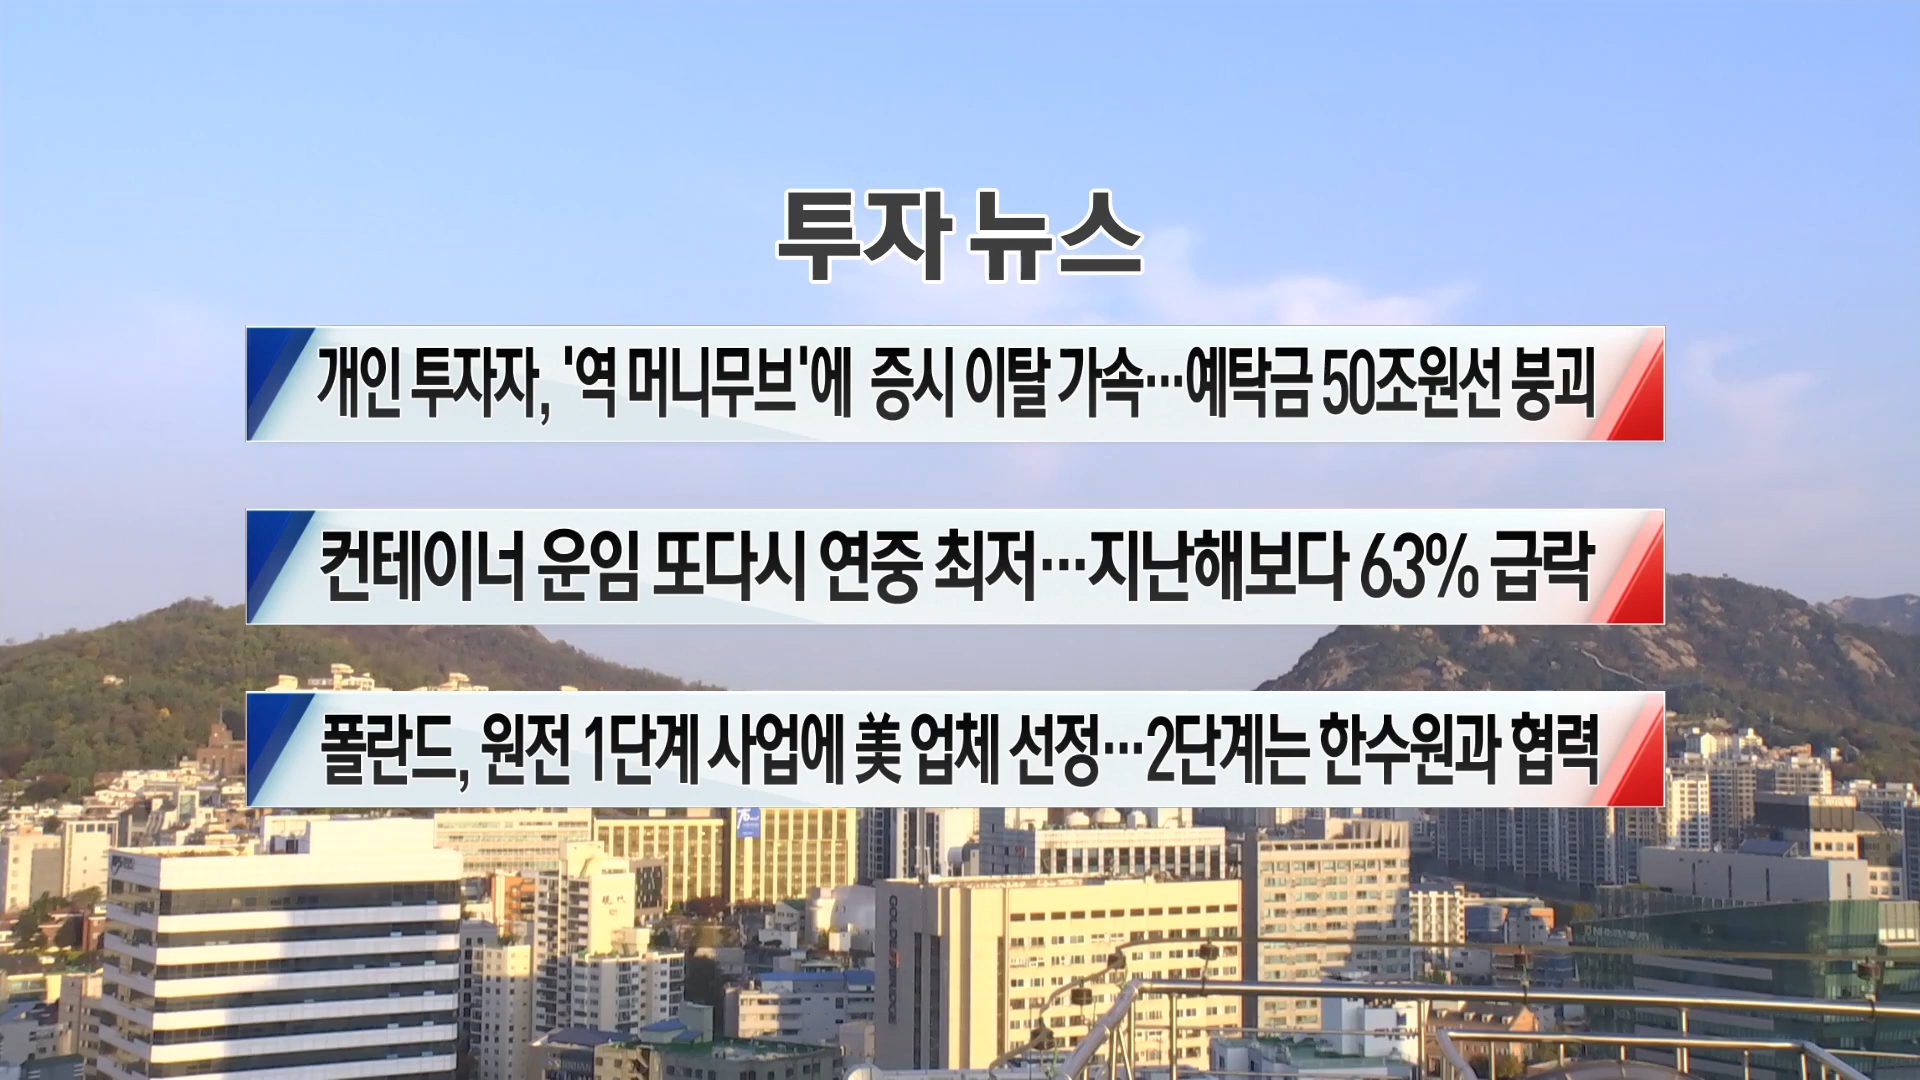 투자 뉴스
개인 투자자, '역 머니무브'에 증시 이탈 가속…예탁금 50조원선 붕괴
컨테이너 운임 또다시 연중 최저…지난해보다 63% 급락
폴란드, 원전 1단계 사업에 美 업체 선정…2단계는 한수원과 협력